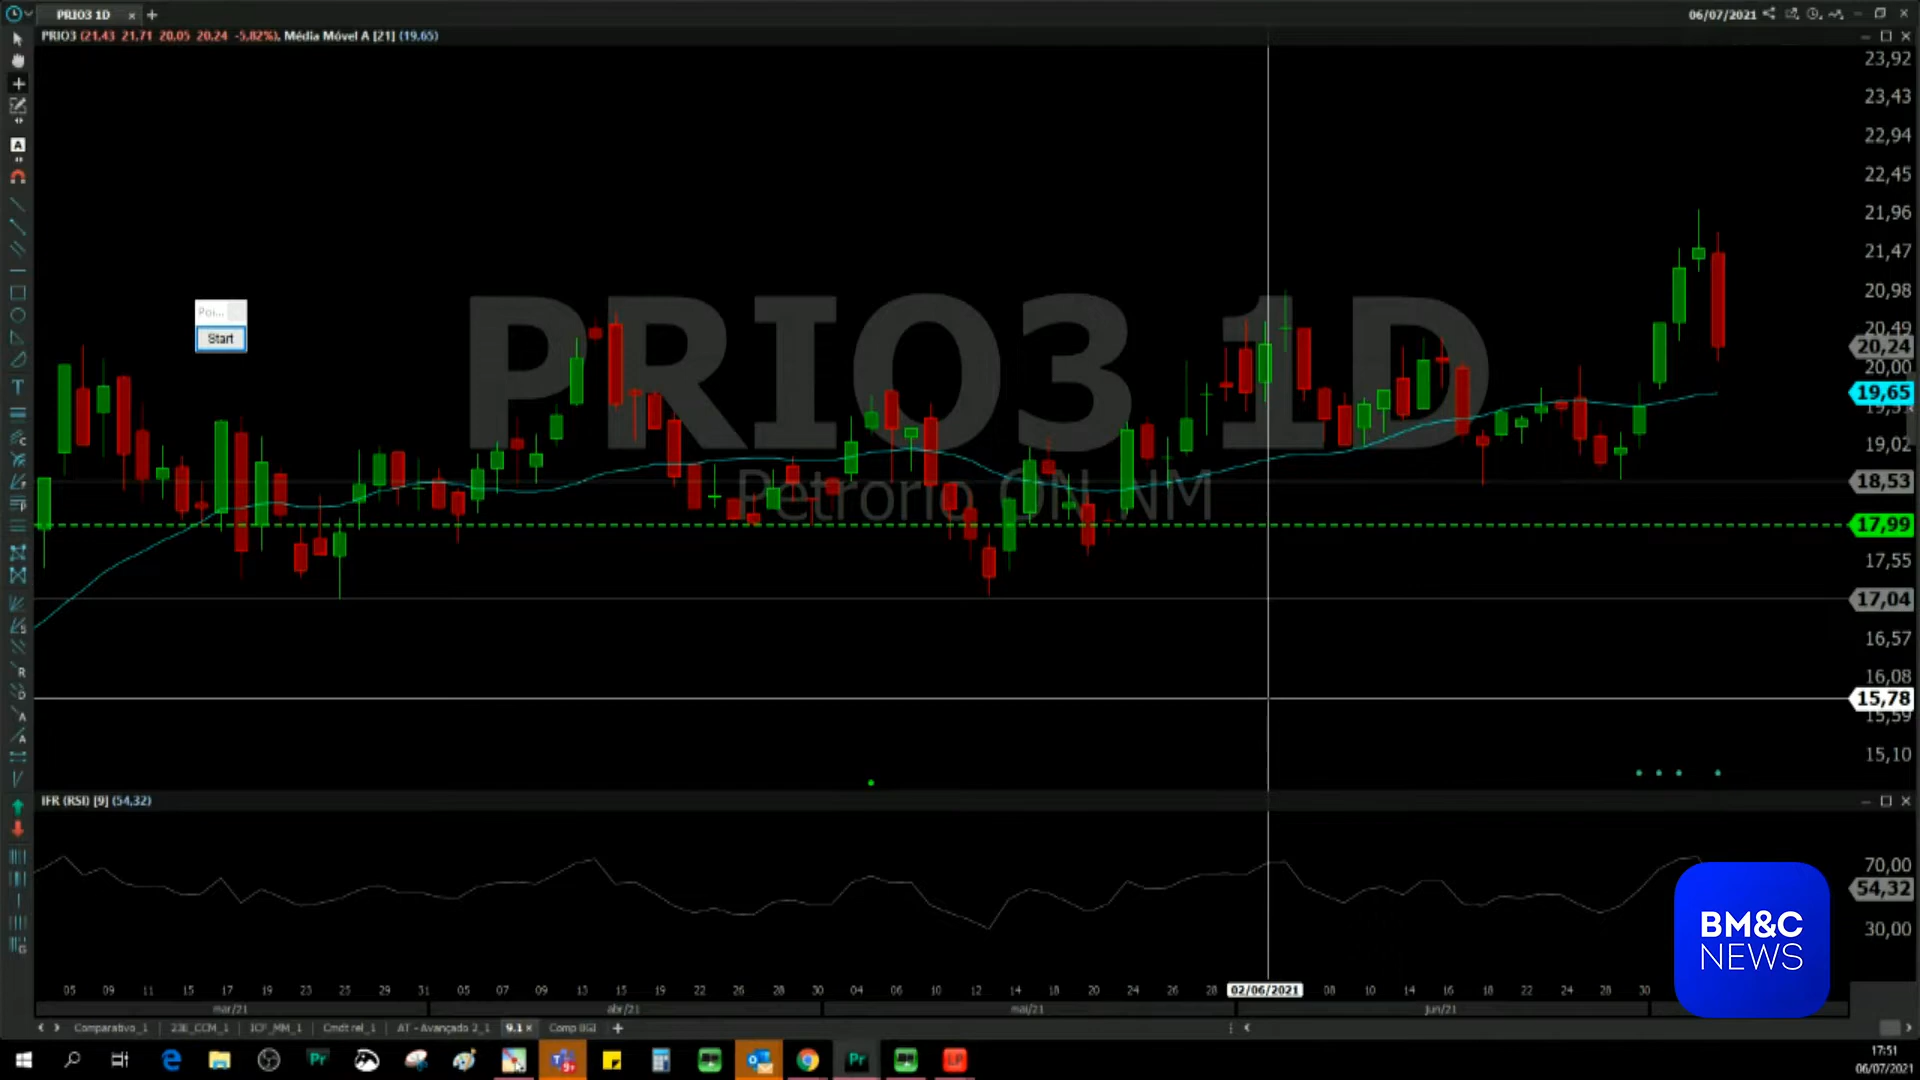 PRIO3 1D
06/07/2021
PRIO3 (21,43 21,71 20,05 20,24 -5,82%), Média Móvel A [21] (19,65)
23,92
23,43
22,94
22,45
21,96
21,47
20,98
20,49
20,24
20,00
19,65
19,02
18,53
17,99
17,55
17,04
16,57
16,08
15,78
15,59
15,10
PRIO3 1D
Petrorio ON NM
Poi...
Start
IFR (RSI) [9] (54,32)
70,00
54,32
30,00
BM&C
NEWS
05 09 11 15 17 19 23 25 29 31 05 07 09 13 15 19 22 26 28 30 04 06 10 12 14 18 20 24 26 28 02/06/2021 08 10 14 16 18 22 24 28 30
mar/21 abr/21 mai/21 jun/21
Comparativo_1 23E_CCM_1 ICF_MM_1 Cmdt rel_1 AT - Avançado 2_1 9.1 Comp BGI
17:51
06/07/2021